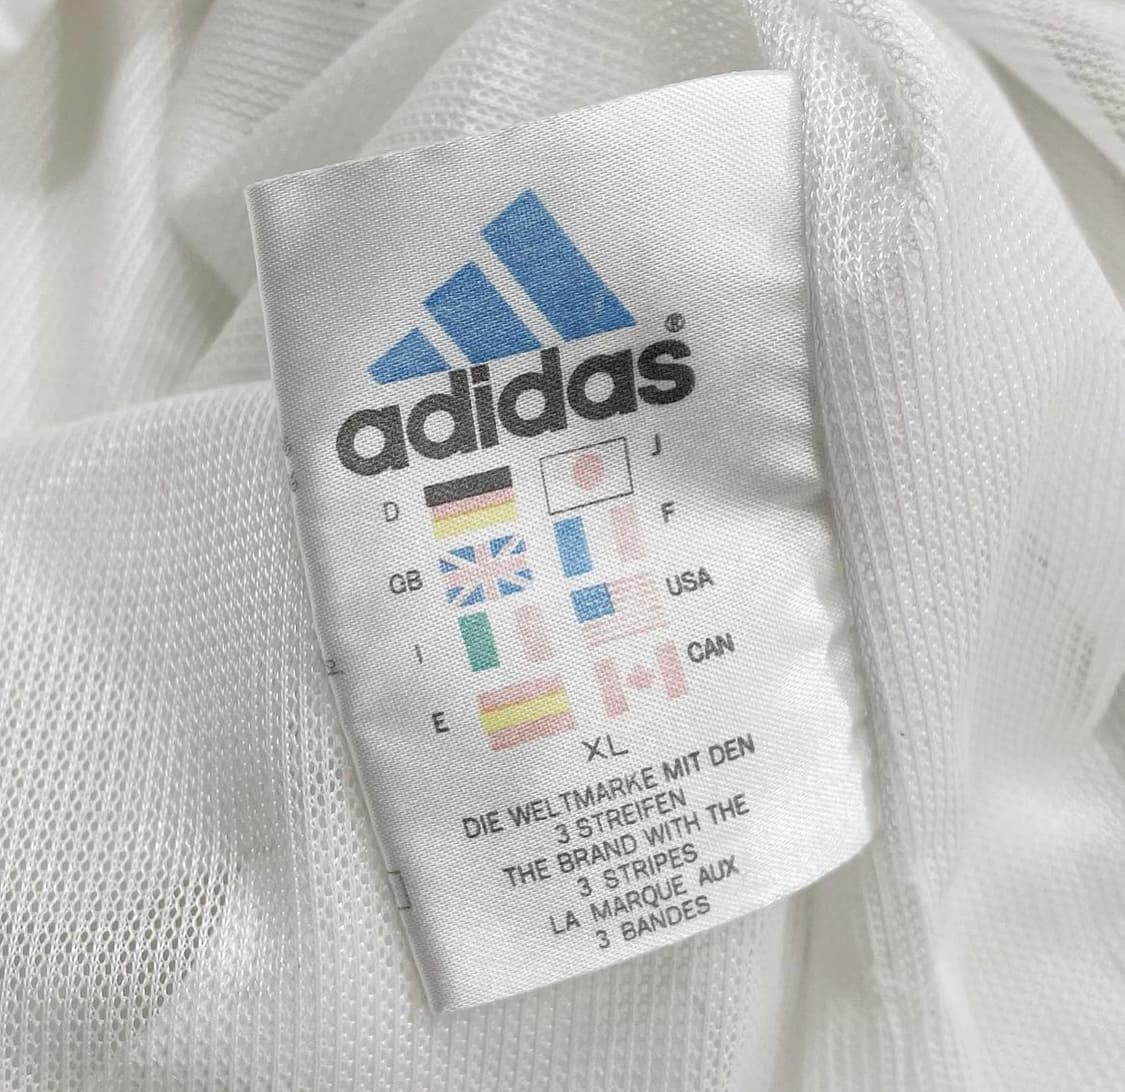 adidas®
D J
GB F
I USA
E CAN
XL
DIE WELTMARKE MIT DEN
3 STREIFEN
THE BRAND WITH THE
3 STRIPES
LA MARQUE AUX
3 BANDES